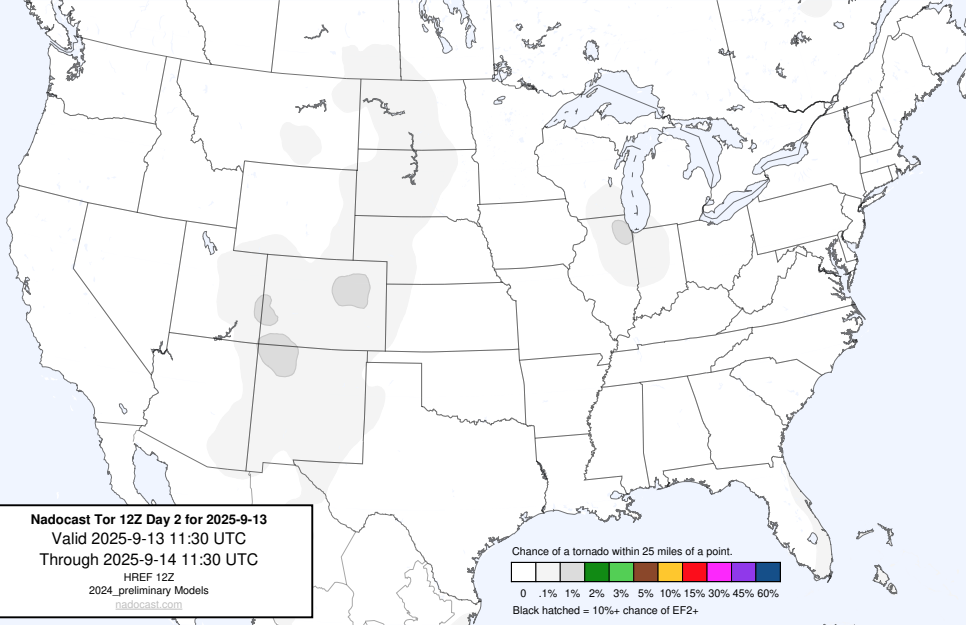 Nadocast Tor 12Z Day 2 for 2025-9-13
Valid 2025-9-13 11:30 UTC
Through 2025-9-14 11:30 UTC
HREF 12Z
2024_preliminary Models
nadocast.com
Chance of a tornado within 25 miles of a point.
0 .1% 1% 2% 3% 5% 10% 15% 30% 45% 60%
Black hatched = 10%+ chance of EF2+